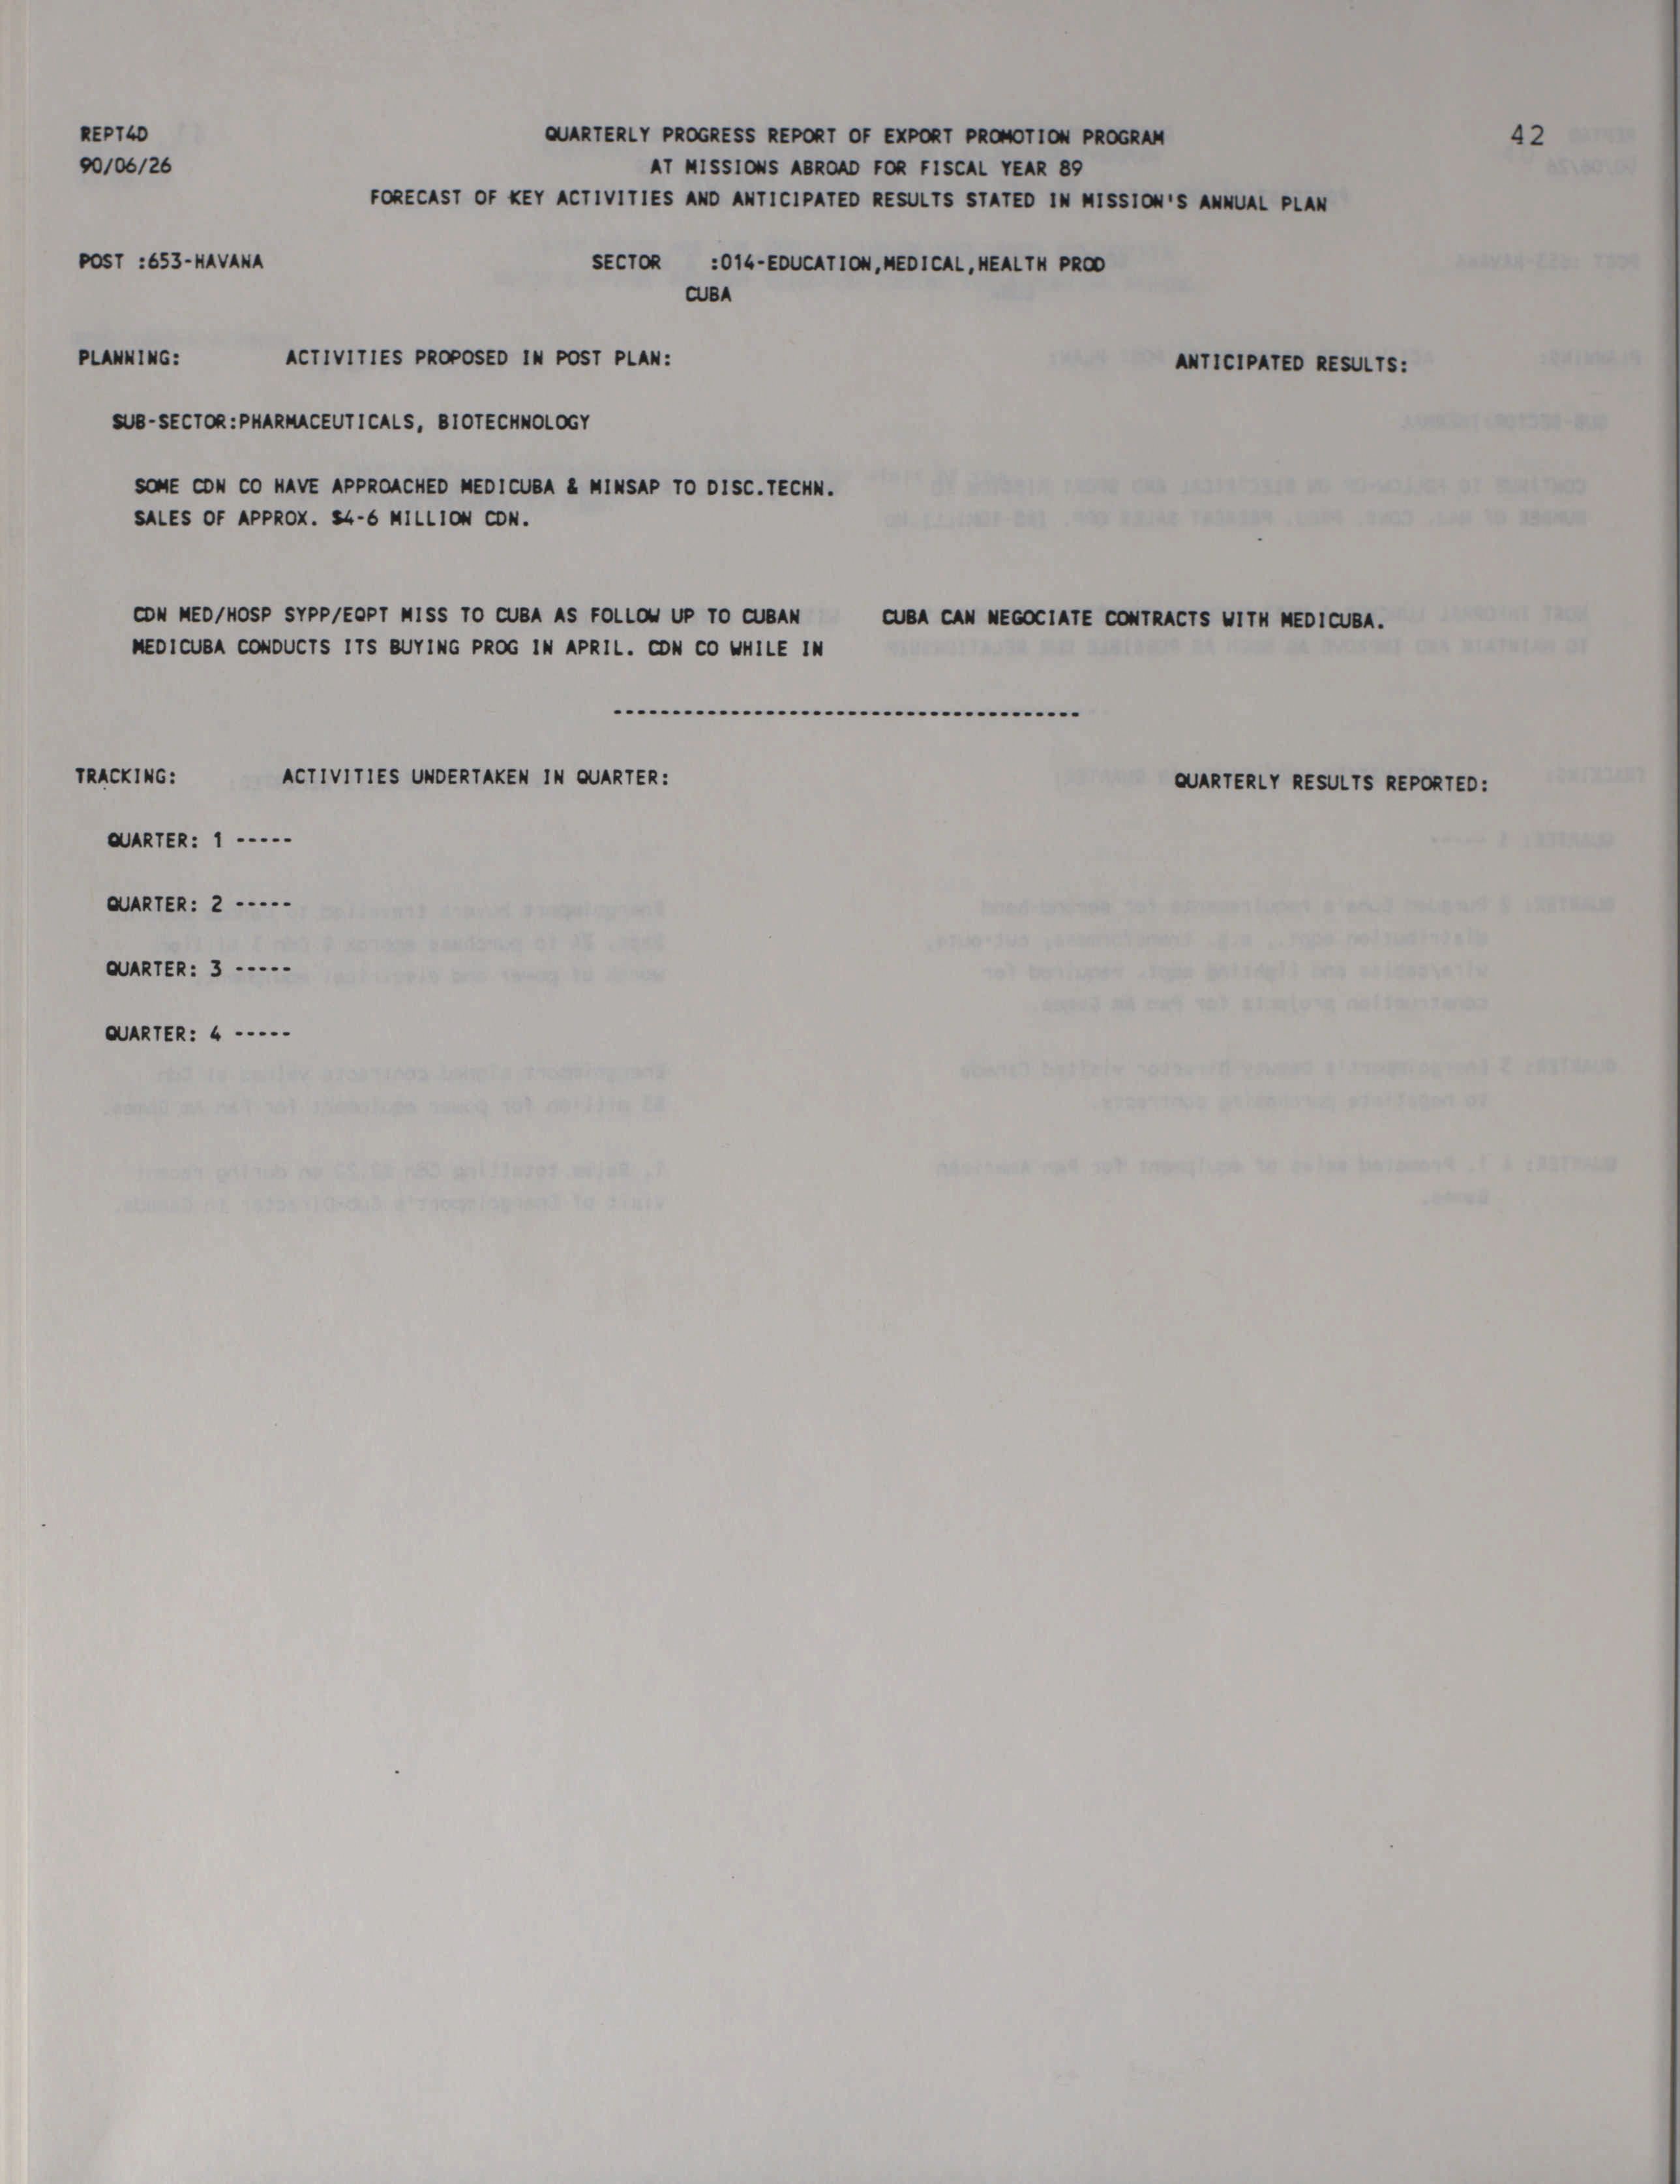 REPT4D QUARTERLY PROGRESS REPORT OF EXPORT PROMOTION PROGRAM 42
90/06/26 AT MISSIONS ABROAD FOR FISCAL YEAR 89
FORECAST OF KEY ACTIVITIES AND ANTICIPATED RESULTS STATED IN MISSION'S ANNUAL PLAN
POST :653-HAVANA SECTOR :014-EDUCATION,MEDICAL,HEALTH PROD
CUBA
PLANNING: ACTIVITIES PROPOSED IN POST PLAN: ANTICIPATED RESULTS:
SUB-SECTOR:PHARMACEUTICALS, BIOTECHNOLOGY
SOME CDN CO HAVE APPROACHED MEDICUBA & MINSAP TO DISC.TECHN.
SALES OF APPROX. $4-6 MILLION CDN.
CDN MED/HOSP SYPP/EQPT MISS TO CUBA AS FOLLOW UP TO CUBAN CUBA CAN NEGOCIATE CONTRACTS WITH MEDICUBA.
MEDICUBA CONDUCTS ITS BUYING PROG IN APRIL. CDN CO WHILE IN
----------------------------------------
TRACKING: ACTIVITIES UNDERTAKEN IN QUARTER: QUARTERLY RESULTS REPORTED:
QUARTER: 1 -----
QUARTER: 2 -----
QUARTER: 3 -----
QUARTER: 4 -----